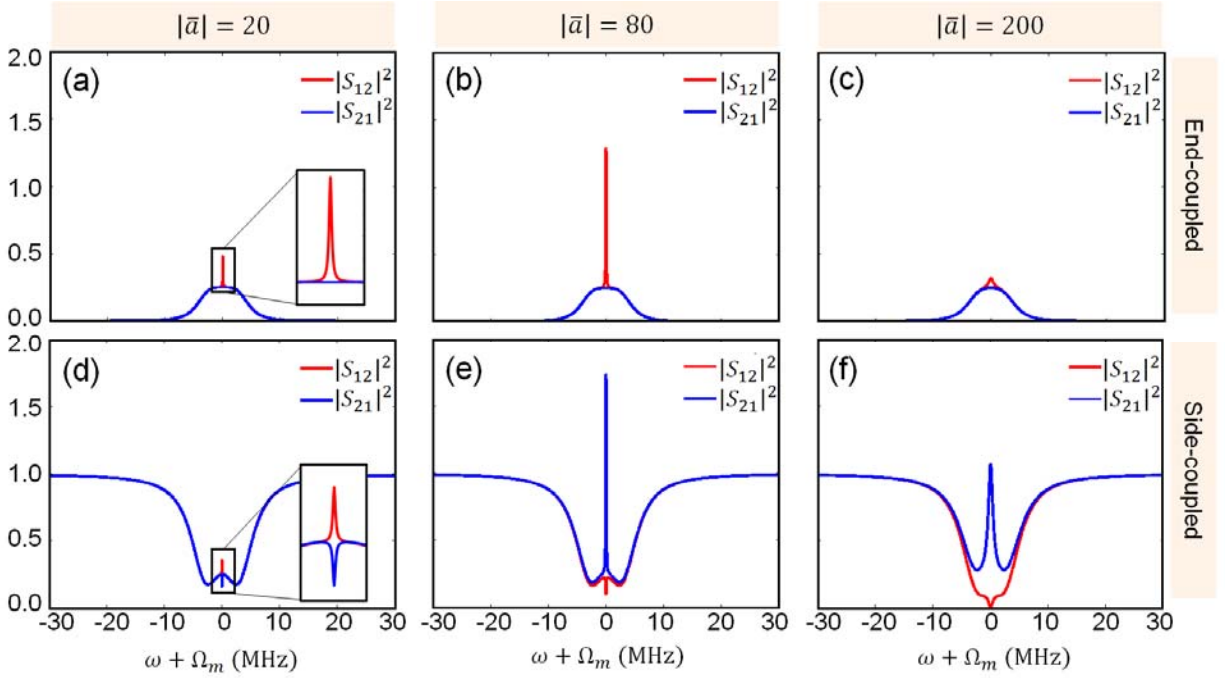 |ā| = 20
|ā| = 80
|ā| = 200
(a)
|S₁₂|²
|S₂₁|²
2.0
1.5
1.0
0.5
0.0
(b)
|S₁₂|²
|S₂₁|²
(c)
|S₁₂|²
|S₂₁|²
End-coupled
(d)
|S₁₂|²
|S₂₁|²
2.0
1.5
1.0
0.5
0.0
-30 -20 -10 0 10 20 30
ω + Ωₘ (MHz)
(e)
|S₁₂|²
|S₂₁|²
-30 -20 -10 0 10 20 30
ω + Ωₘ (MHz)
(f)
|S₁₂|²
|S₂₁|²
-30 -20 -10 0 10 20 30
ω + Ωₘ (MHz)
Side-coupled